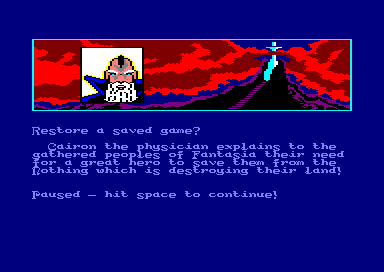 Restore a saved game?
Cairon the physician explains to the
gathered peoples of Fantasia their need
for a great hero to save them from the
Nothing which is destroying their land!
Paused - hit space to continue!